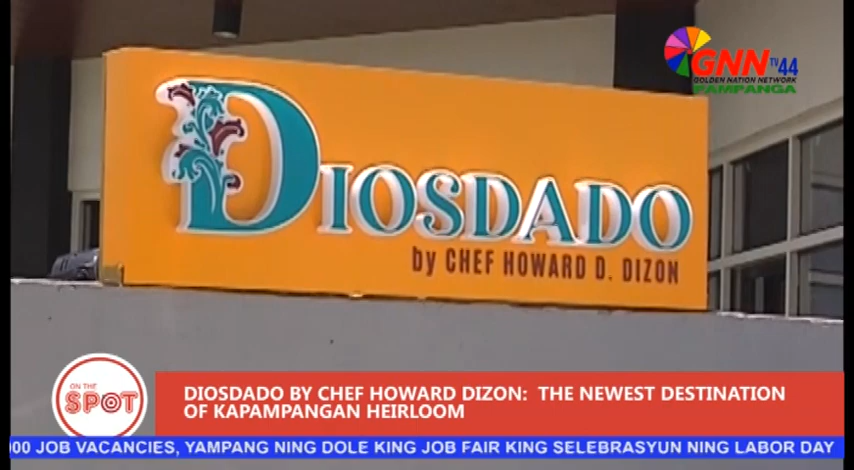 GNN TV 44
GOLDEN NATION NETWORK
PAMPANGA
DIOSDADO
by CHEF HOWARD D. DIZON
ON THE
SPOT
DIOSDADO BY CHEF HOWARD DIZON: THE NEWEST DESTINATION
OF KAPAMPANGAN HEIRLOOM
00 JOB VACANCIES, YAMPANG NING DOLE KING JOB FAIR KING SELEBRASYUN NING LABOR DAY